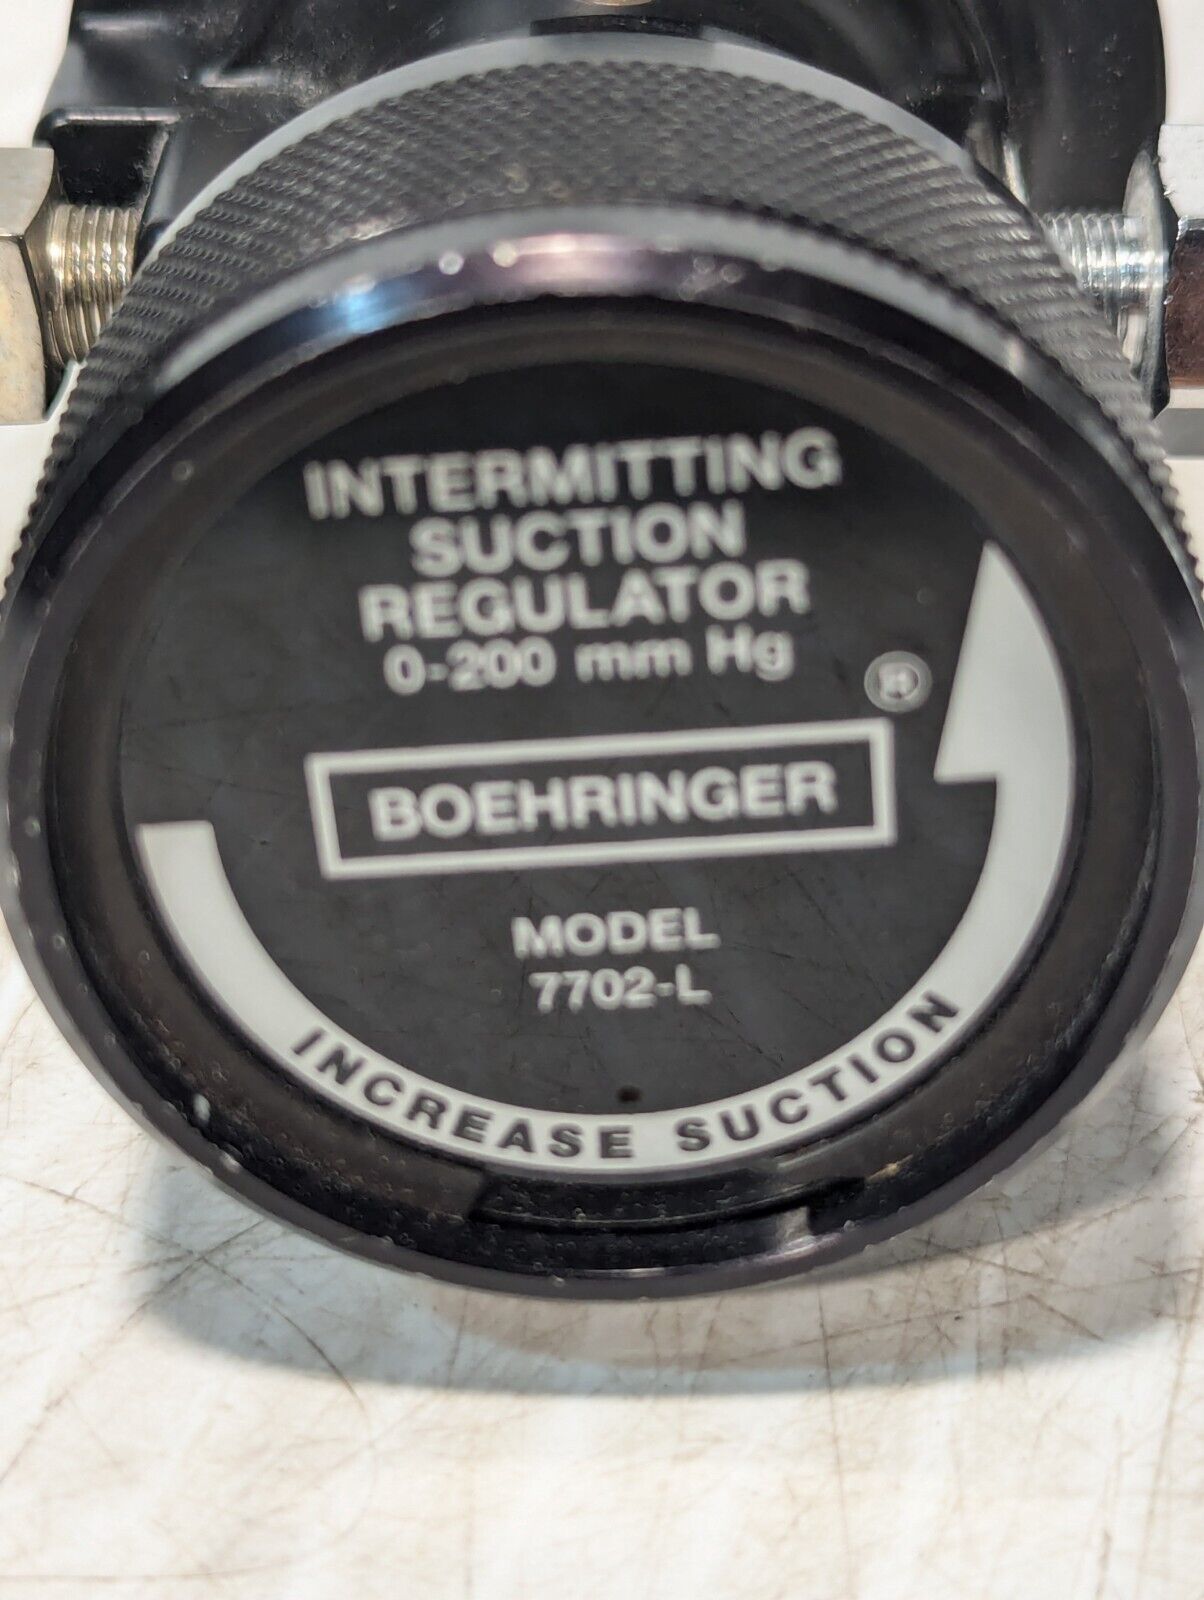 INTERMITTING
SUCTION
REGULATOR
0-200 mm Hg
BOEHRINGER
MODEL
7702-L
INCREASE SUCTION